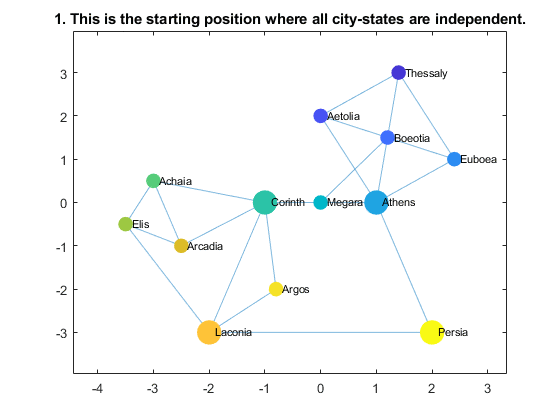 1. This is the starting position where all city-states are independent.
3
Thessaly
2
Aetolia
Boeotia
1
Euboea
Achaia
0
Corinth
Megara
Athens
Elis
-1
Arcadia
-2
Argos
-3
Laconia
Persia
-4 -3 -2 -1 0 1 2 3